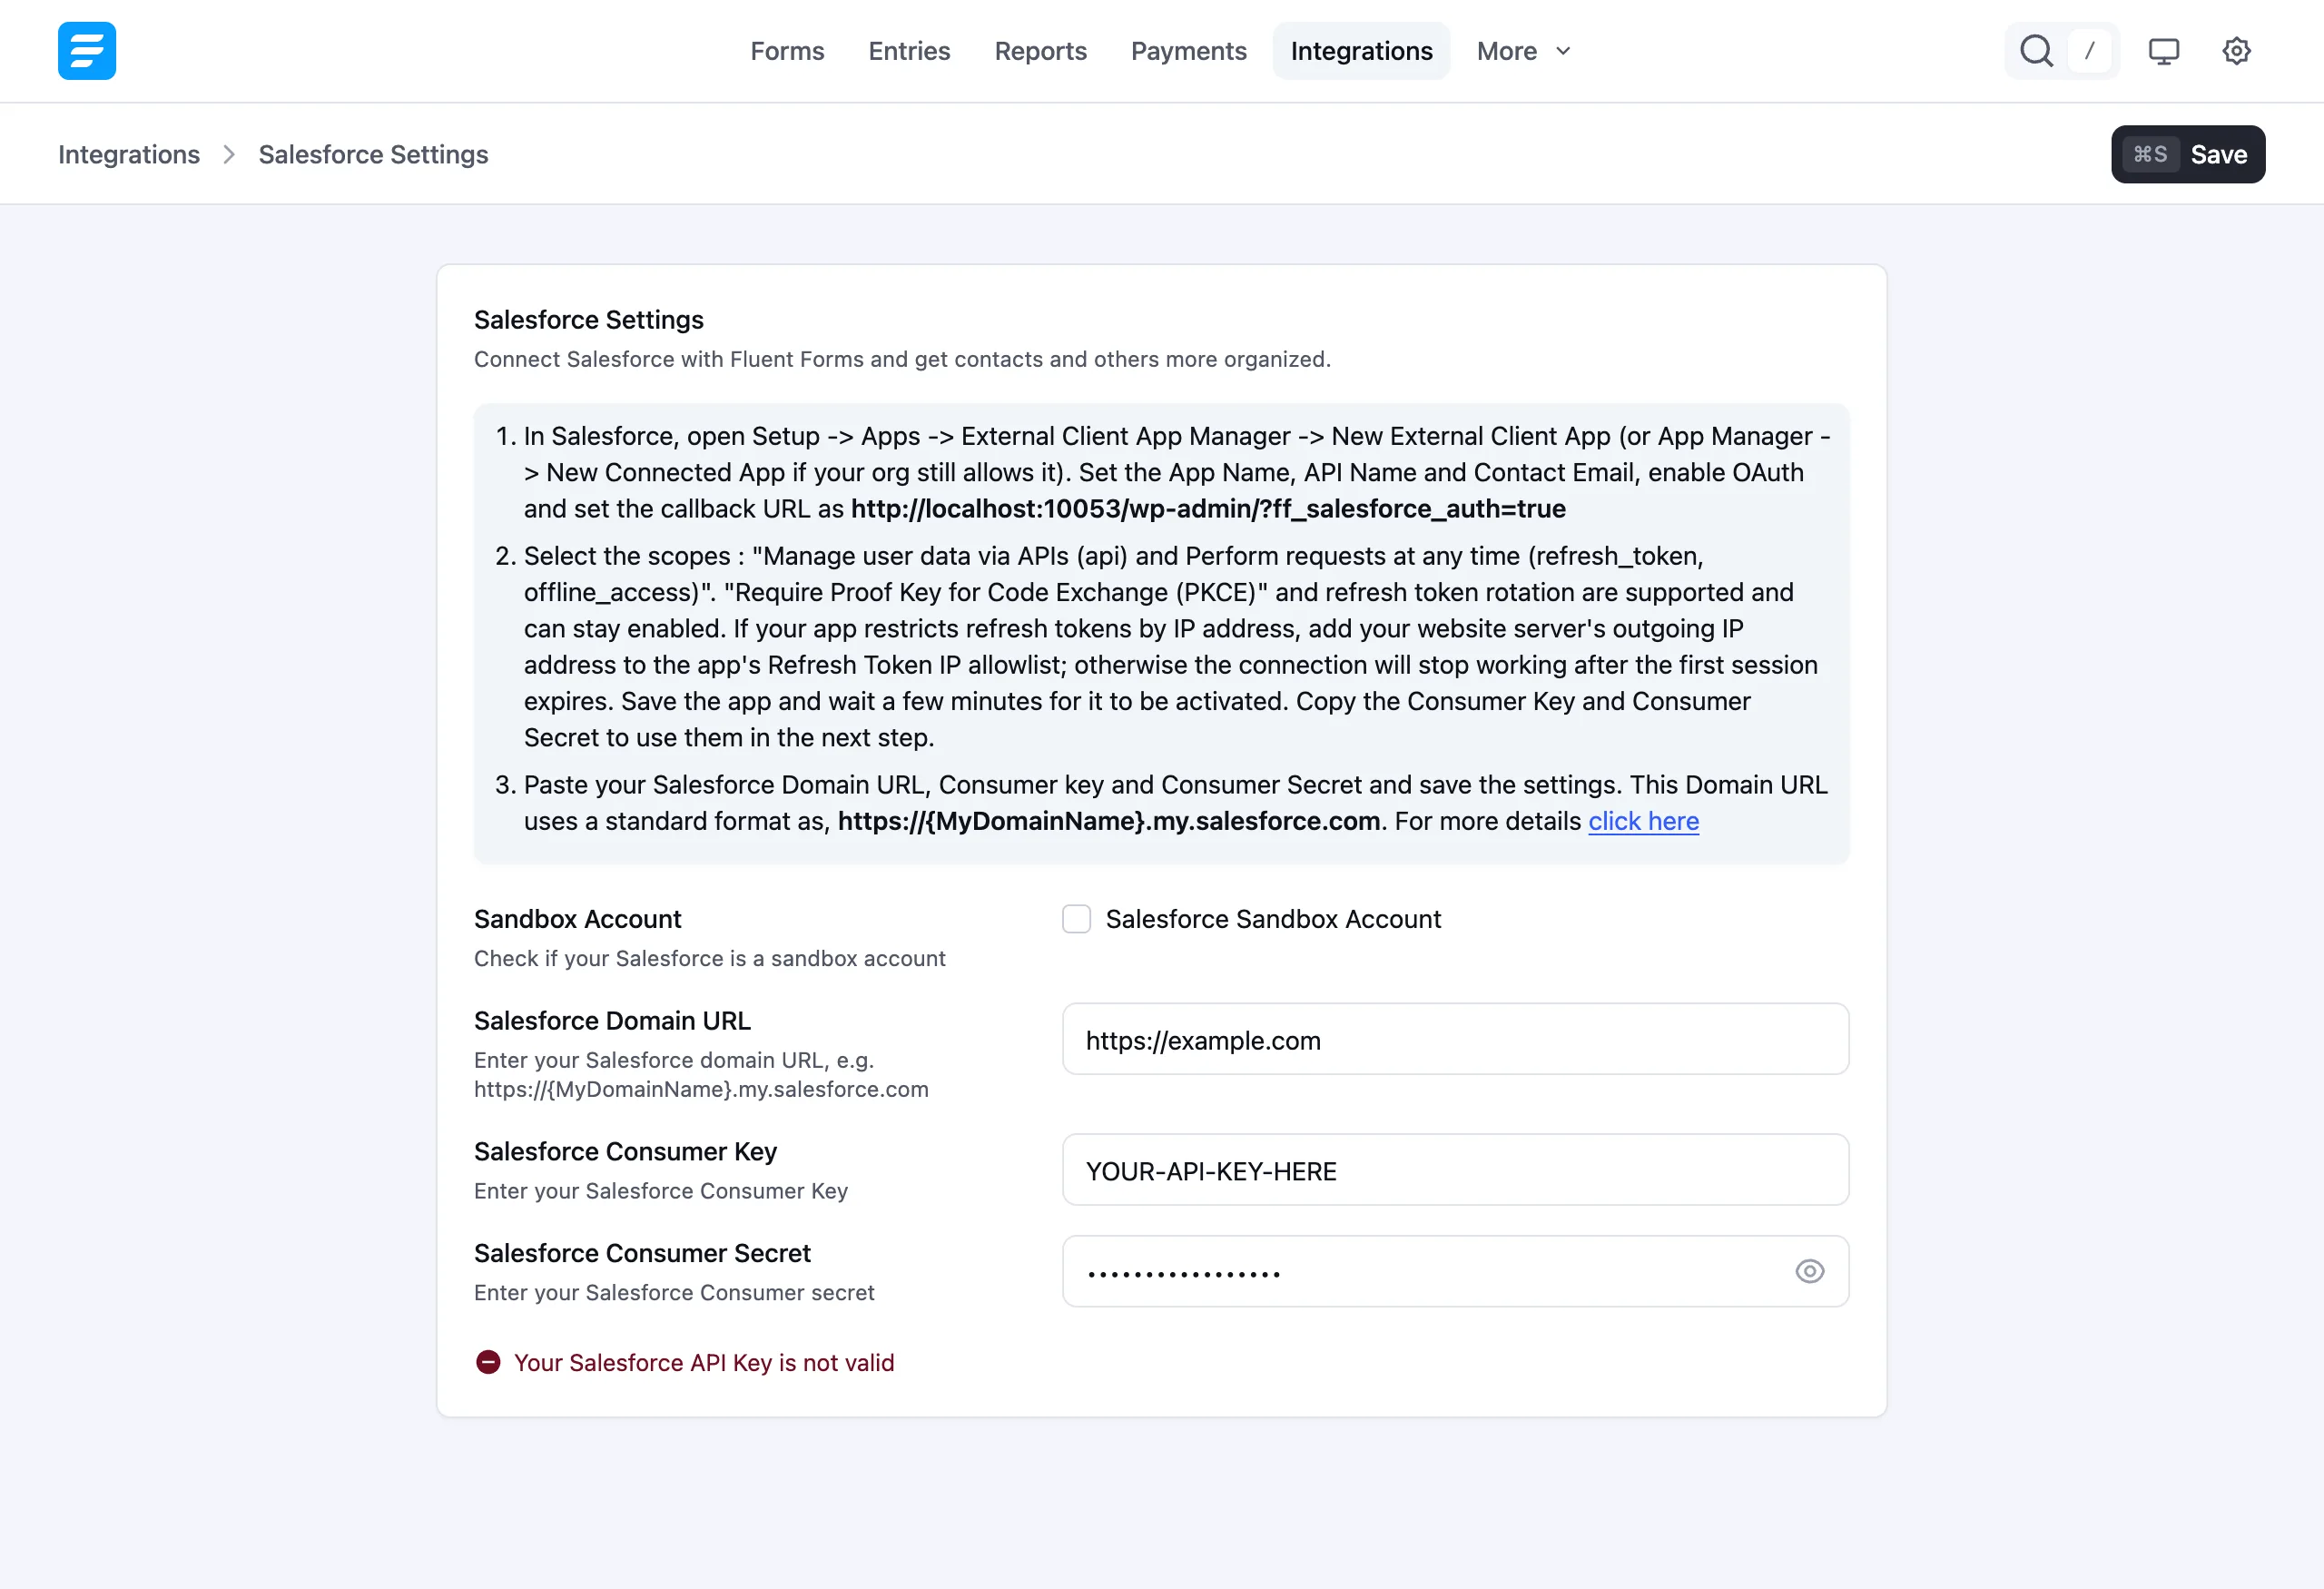 Forms Entries Reports Payments Integrations More /
Integrations > Salesforce Settings ⌘S Save
Salesforce Settings
Connect Salesforce with Fluent Forms and get contacts and others more organized.
1. In Salesforce, open Setup -> Apps -> External Client App Manager -> New External Client App (or App Manager -
> New Connected App if your org still allows it). Set the App Name, API Name and Contact Email, enable OAuth
and set the callback URL as http://localhost:10053/wp-admin/?ff_salesforce_auth=true
2. Select the scopes : "Manage user data via APIs (api) and Perform requests at any time (refresh_token,
offline_access)". "Require Proof Key for Code Exchange (PKCE)" and refresh token rotation are supported and
can stay enabled. If your app restricts refresh tokens by IP address, add your website server's outgoing IP
address to the app's Refresh Token IP allowlist; otherwise the connection will stop working after the first session
expires. Save the app and wait a few minutes for it to be activated. Copy the Consumer Key and Consumer
Secret to use them in the next step.
3. Paste your Salesforce Domain URL, Consumer key and Consumer Secret and save the settings. This Domain URL
uses a standard format as, https://{MyDomainName}.my.salesforce.com. For more details click here
Sandbox Account
Check if your Salesforce is a sandbox account
Salesforce Sandbox Account
Salesforce Domain URL
Enter your Salesforce domain URL, e.g.
https://{MyDomainName}.my.salesforce.com
https://example.com
Salesforce Consumer Key
Enter your Salesforce Consumer Key
YOUR-API-KEY-HERE
Salesforce Consumer Secret
Enter your Salesforce Consumer secret
•••••••••••••••••
Your Salesforce API Key is not valid